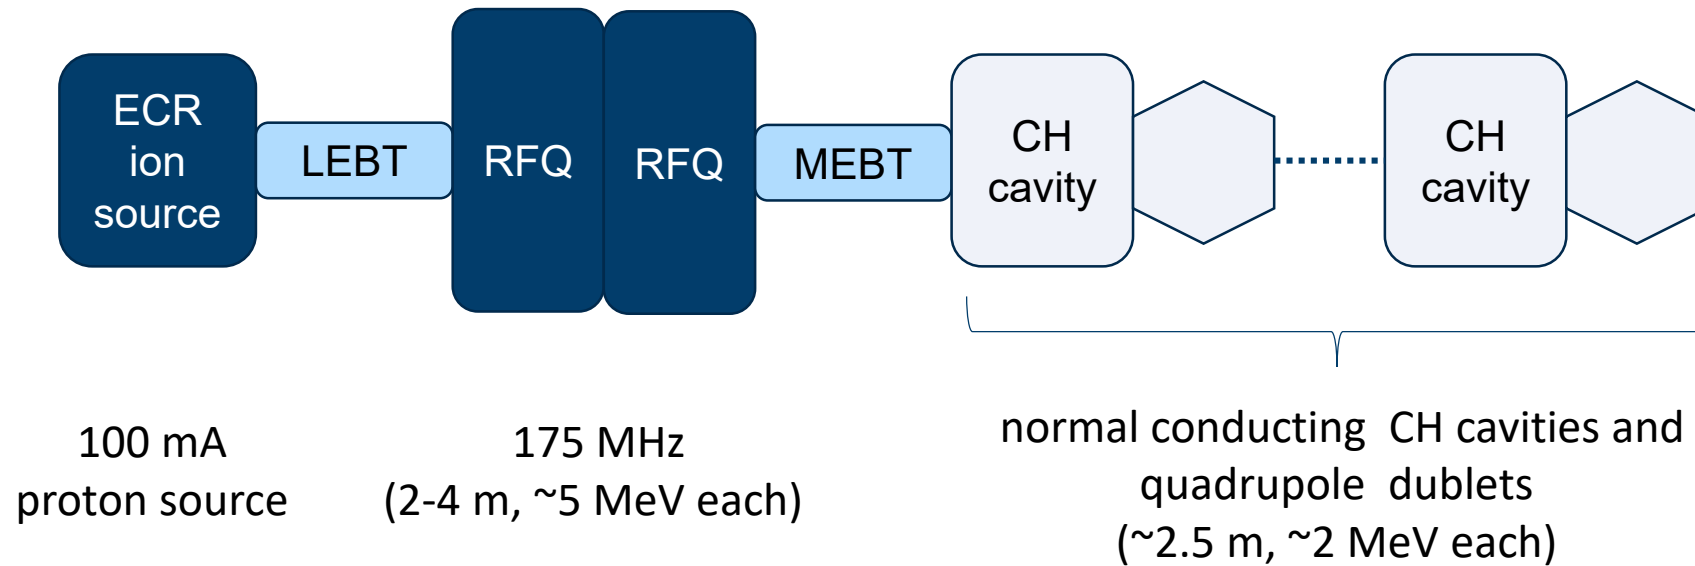 ECR
ion
source
LEBT
RFQ
RFQ
MEBT
CH
cavity
CH
cavity
100 mA
proton source
175 MHz
(2-4 m, ~5 MeV each)
normal conducting CH cavities and
quadrupole dublets
(~2.5 m, ~2 MeV each)